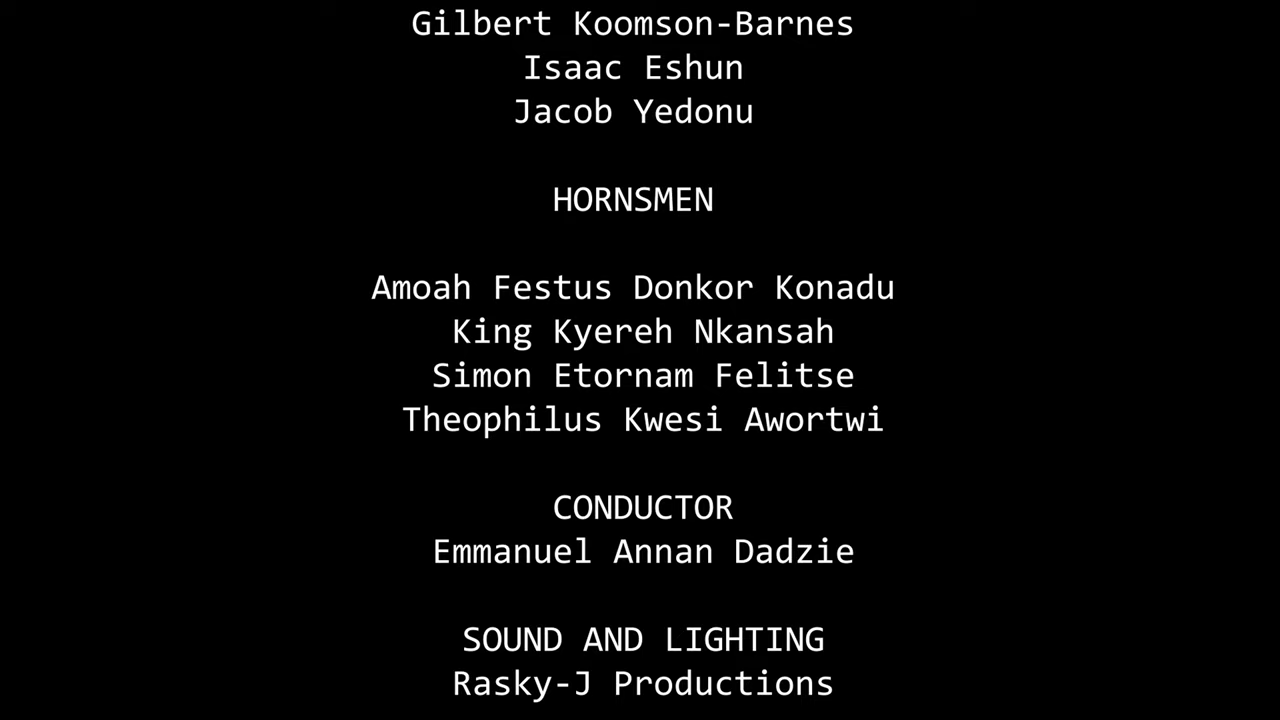 Gilbert Koomson-Barnes
Isaac Eshun
Jacob Yedonu
HORNSMEN
Amoah Festus Donkor Konadu
King Kyereh Nkansah
Simon Etornam Felitse
Theophilus Kwesi Awortwi
CONDUCTOR
Emmanuel Annan Dadzie
SOUND AND LIGHTING
Rasky-J Productions